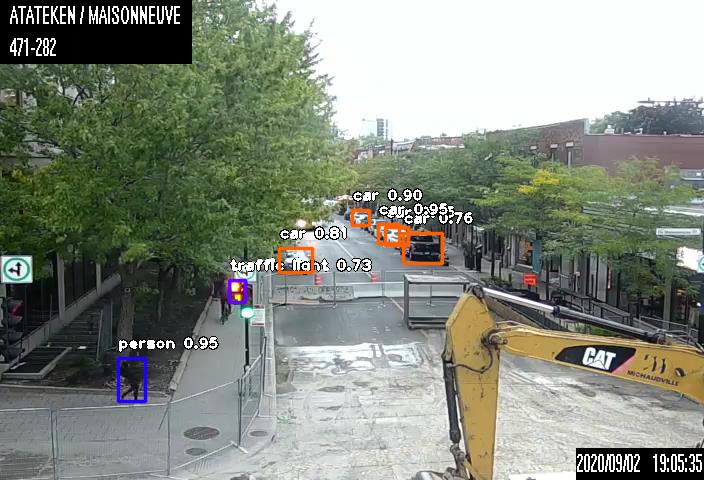 ATATEKEN / MAISONNEUVE
471-282
car 0.90
car 0.95
car 0.76
car 0.81
traffic light 0.73
person 0.95
CAT
MICHAUDVILLE
2020/09/02 19:05:35